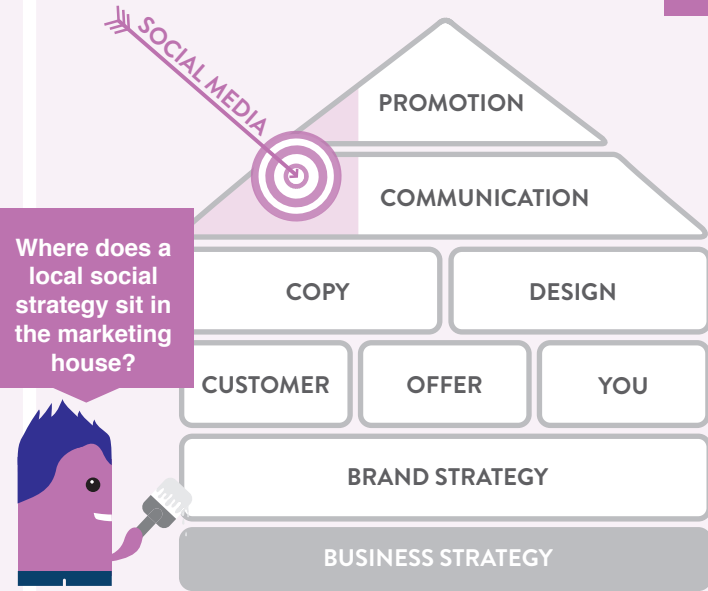 SOCIAL MEDIA
PROMOTION
COMMUNICATION
Where does a
local social
strategy sit in
the marketing
house?
COPY
DESIGN
CUSTOMER
OFFER
YOU
BRAND STRATEGY
BUSINESS STRATEGY